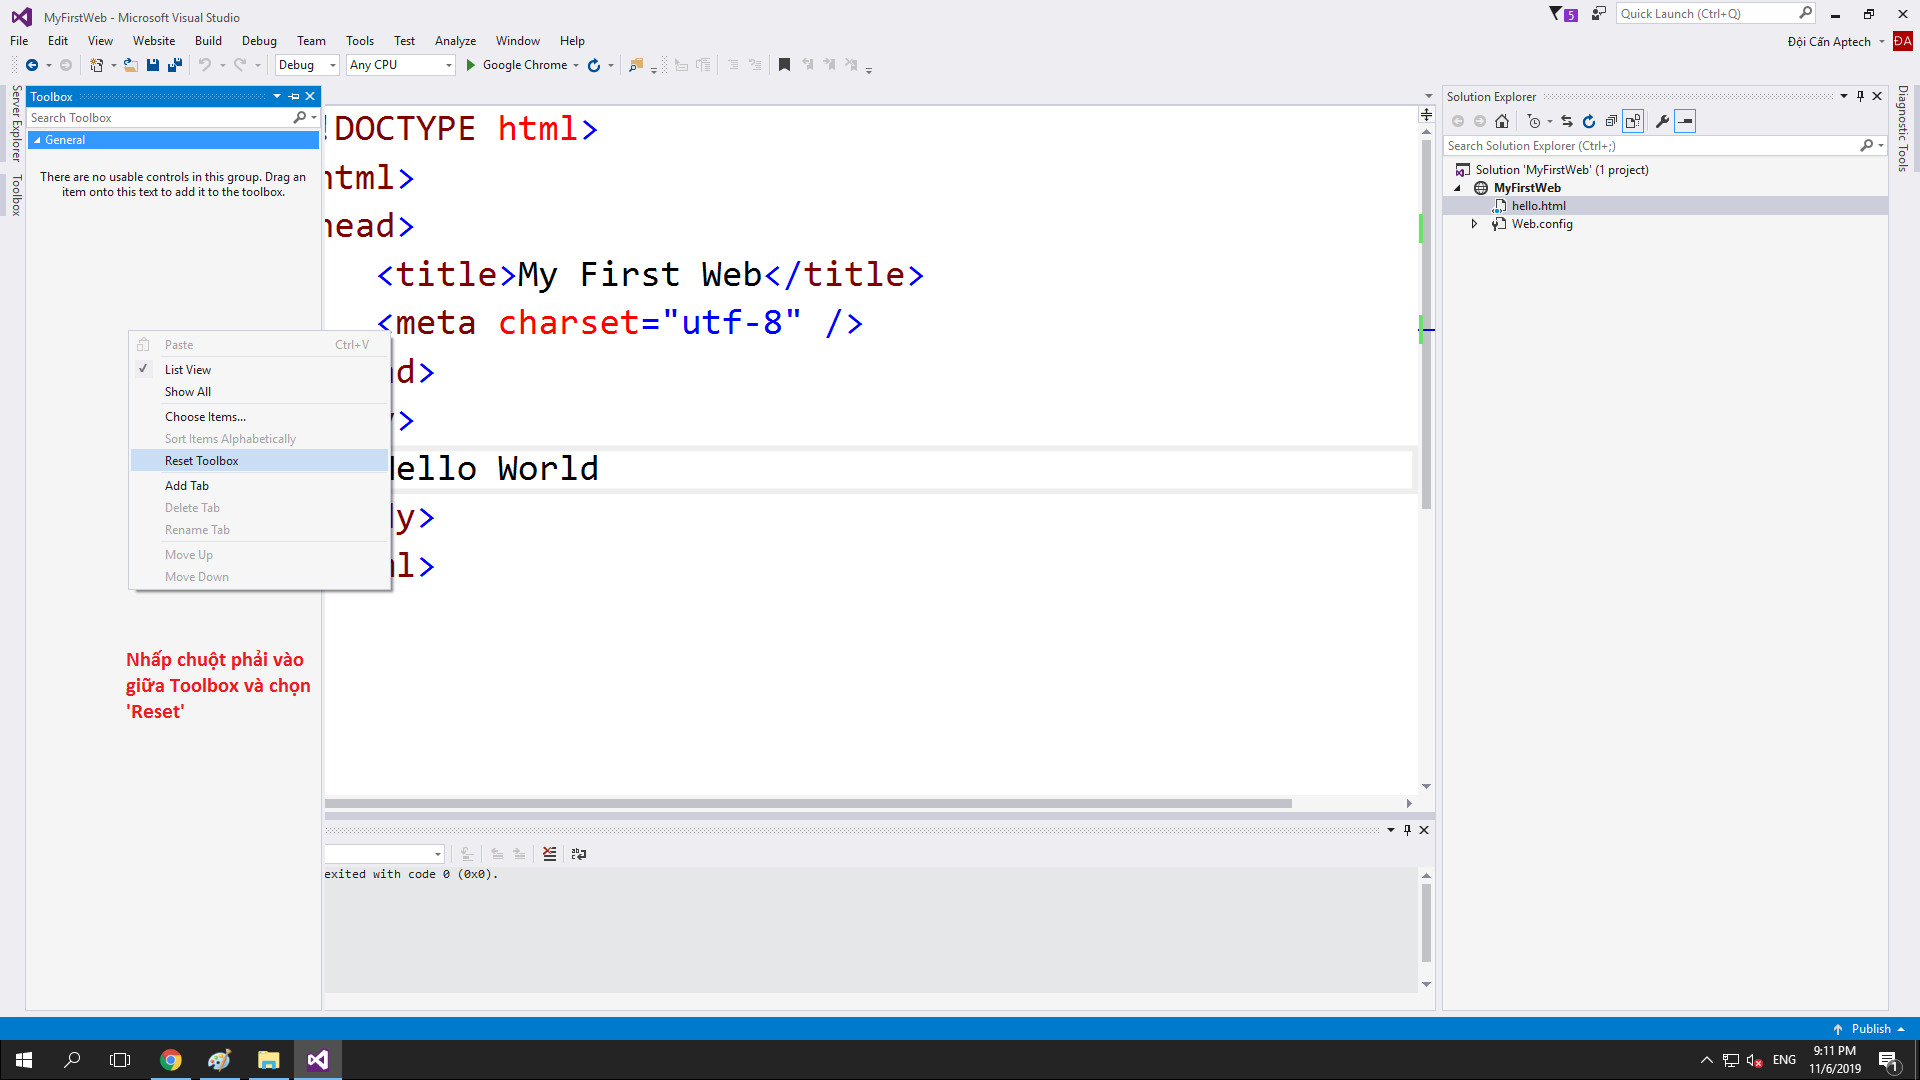 MyFirstWeb - Microsoft Visual Studio
5
Quick Launch (Ctrl+Q)
File Edit View Website Build Debug Team Tools Test Analyze Window Help
Đội Cấn Aptech
ĐA
Debug
Any CPU
Google Chrome
Server Explorer
Toolbox
Toolbox
Search Toolbox
General
There are no usable controls in this group. Drag an
item onto this text to add it to the toolbox.
!DOCTYPE html>
html>
head>
<title>My First Web</title>
<meta charset="utf-8" />
d>
>
Hello World
y>
l>
Paste Ctrl+V
List View
Show All
Choose Items...
Sort Items Alphabetically
Reset Toolbox
Add Tab
Delete Tab
Rename Tab
Move Up
Move Down
Nhấp chuột phải vào
giữa Toolbox và chọn
'Reset'
exited with code 0 (0x0).
Solution Explorer
Search Solution Explorer (Ctrl+;)
Solution 'MyFirstWeb' (1 project)
MyFirstWeb
hello.html
Web.config
Diagnostic Tools
Publish
ENG
9:11 PM
11/6/2019
1